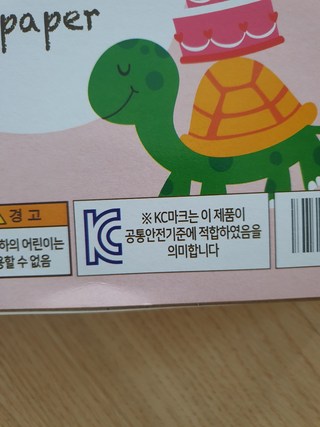 paper
경 고
하의 어린이는
용할 수 없음
KC
※ KC마크는 이 제품이
공통안전기준에 적합하였음을
의미합니다